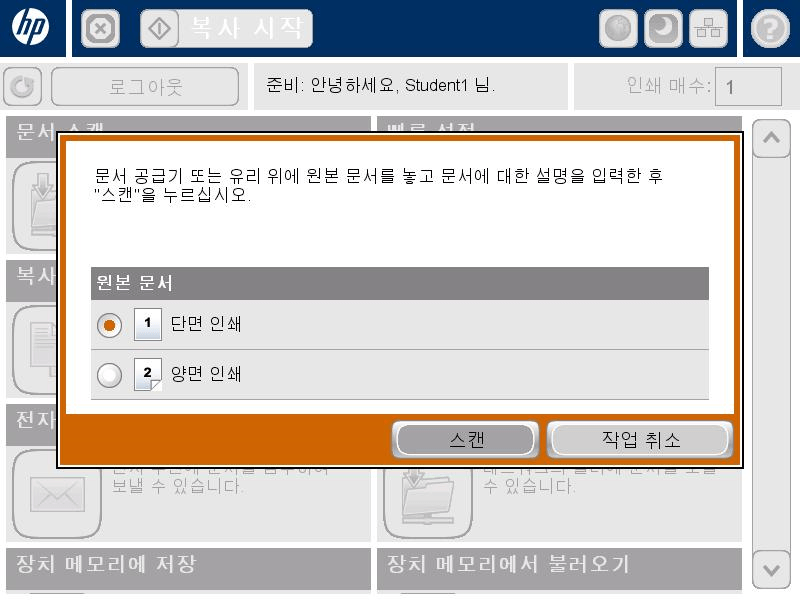 hp
복사 시작
?
로그아웃
준비: 안녕하세요, Student1 님.
인쇄 매수: 1
문서 스캔
빠른 설정
문서 공급기 또는 유리 위에 원본 문서를 놓고 문서에 대한 설명을 입력한 후
"스캔"을 누르십시오.
원본 문서
1 단면 인쇄
2 양면 인쇄
스캔
작업 취소
복사
전자
보낼 수 있습니다.
수 있습니다.
장치 메모리에 저장
장치 메모리에서 불러오기